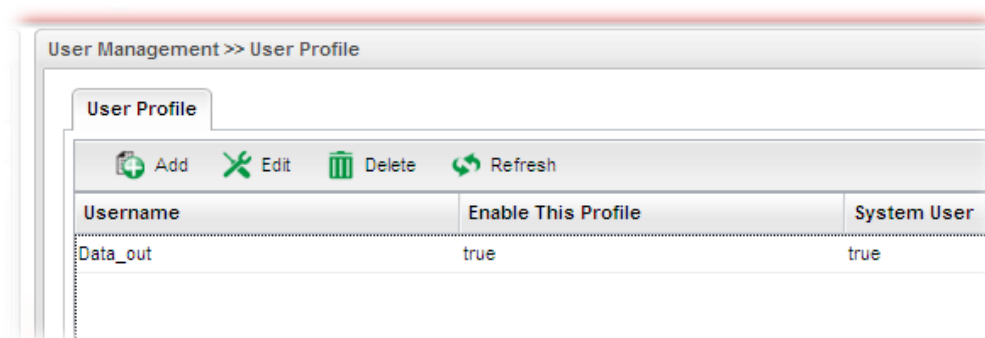 User Management >> User Profile
User Profile
Add Edit Delete Refresh
Username Enable This Profile System User
Data_out true true